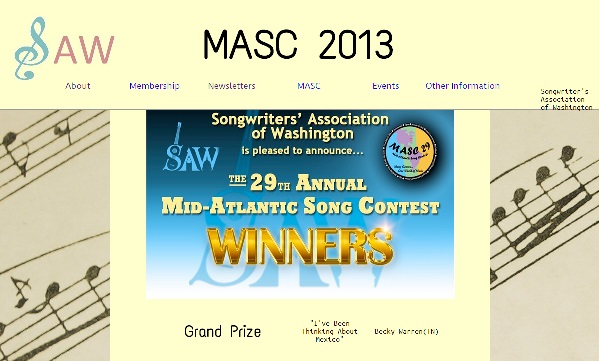 SAW
MASC 2013
About Membership Newsletters MASC Events Other Information
Songwriter's
Association
of Washington
Songwriters' Association
of Washington
is pleased to announce...
SAW
MASC 29
THE 29TH ANNUAL
MID-ATLANTIC SONG CONTEST
WINNERS
Grand Prize
"I've Been
Thinking About
Mexico"
Becky Warren(TN)